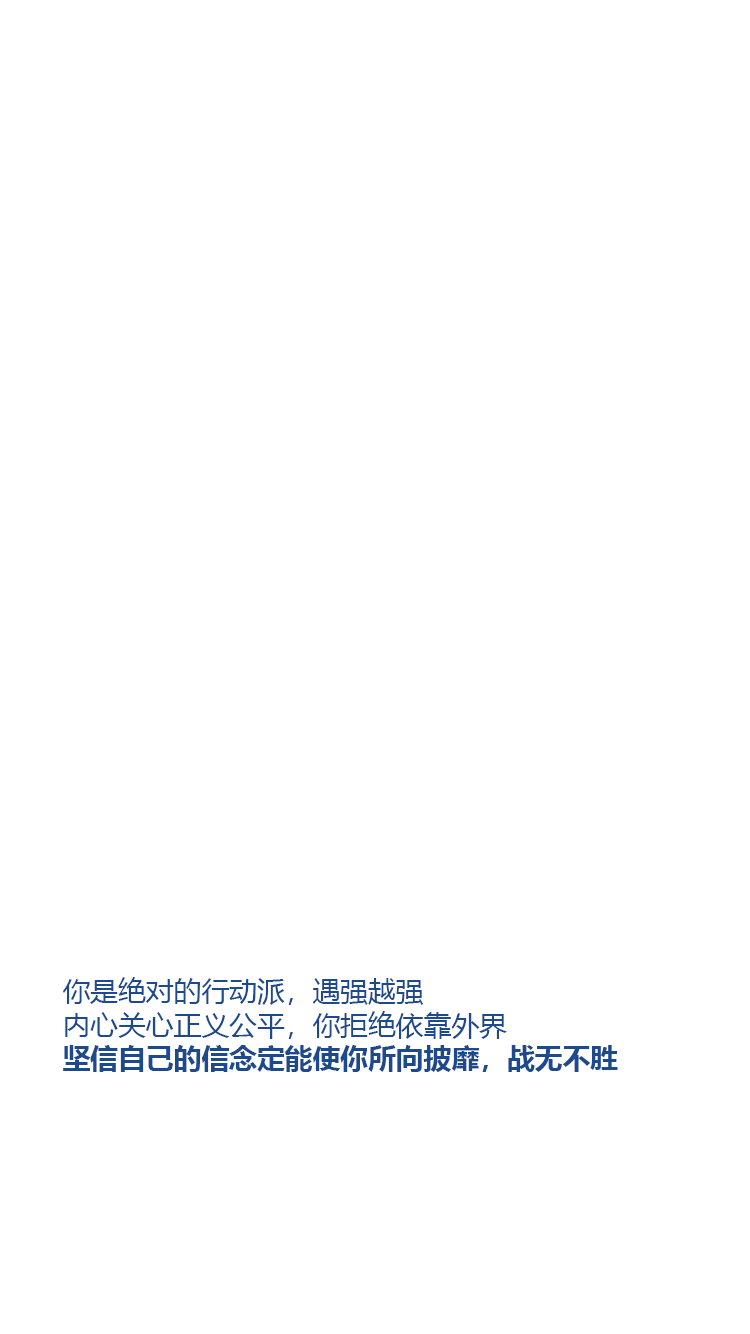 你是绝对的行动派，遇强越强
内心关心正义公平，你拒绝依靠外界
坚信自己的信念定能使你所向披靡，战无不胜